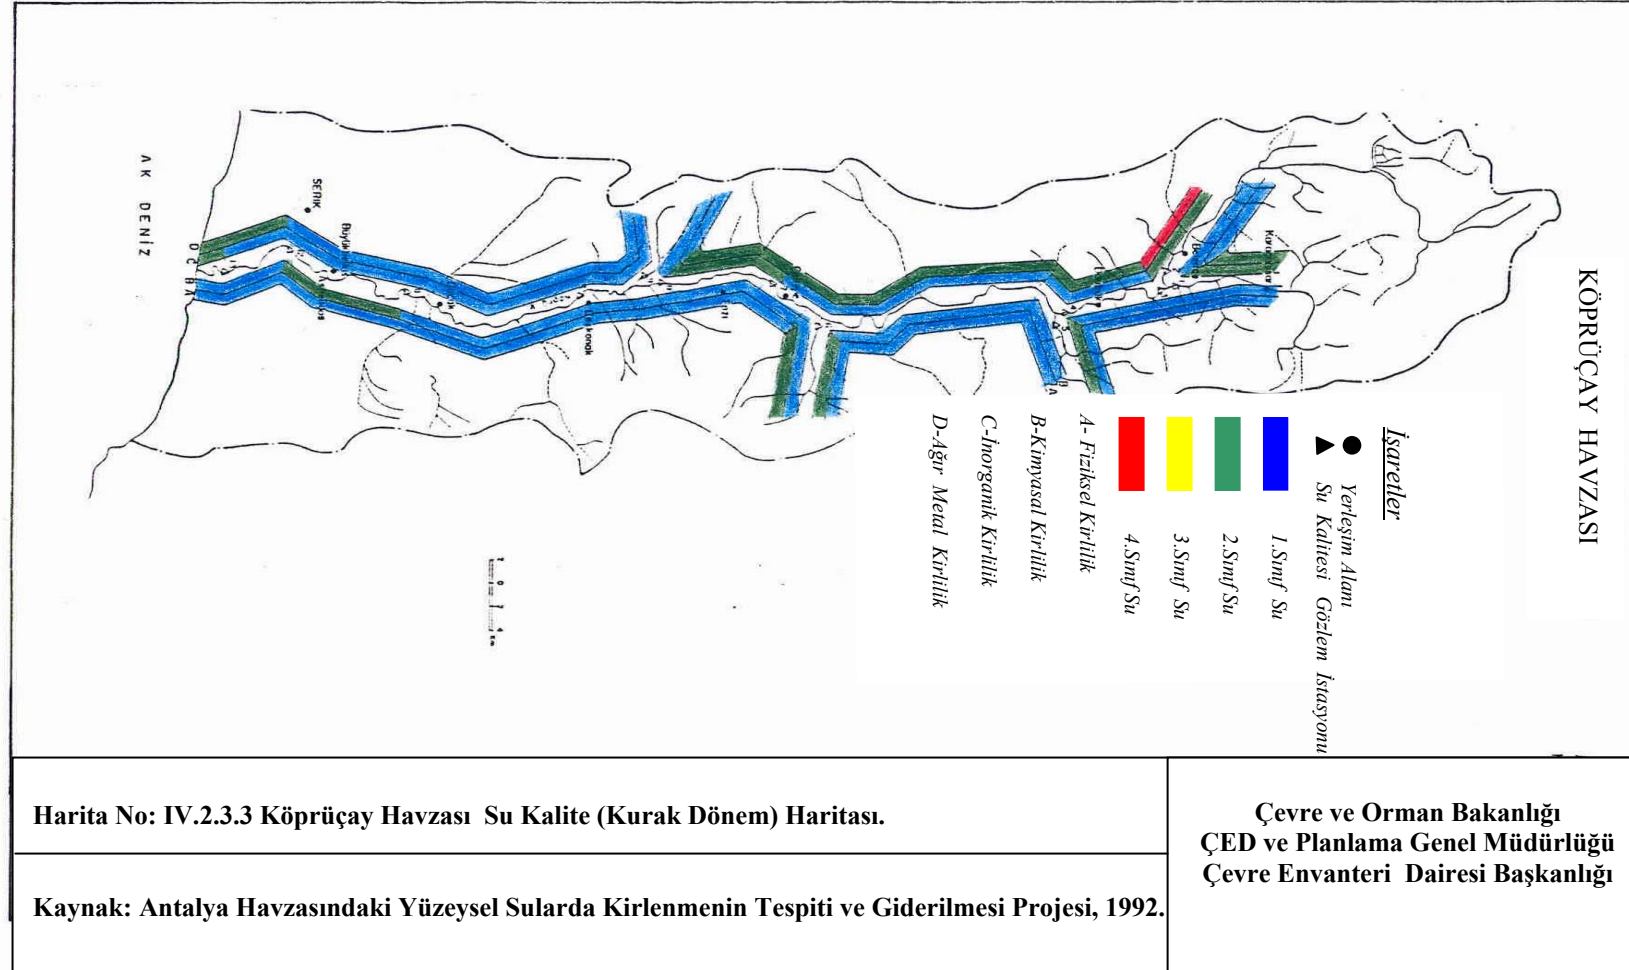 KÖPRÜÇAY HAVZASI
İşaretler
Yerleşim Alanı
Su Kalitesi Gözlem İstasyonu
1.Sınıf Su
2.Sınıf Su
3.Sınıf Su
4.Sınıf Su
A- Fiziksel Kirlilik
B-Kimyasal Kirlilik
C-İnorganik Kirlilik
D-Ağır Metal Kirlilik
AK DENİZ
SERİK
D C B A
B A
Km
Harita No: IV.2.3.3 Köprüçay Havzası Su Kalite (Kurak Dönem) Haritası.
Kaynak: Antalya Havzasındaki Yüzeysel Sularda Kirlenmenin Tespiti ve Giderilmesi Projesi, 1992.
Çevre ve Orman Bakanlığı
ÇED ve Planlama Genel Müdürlüğü
Çevre Envanteri Dairesi Başkanlığı